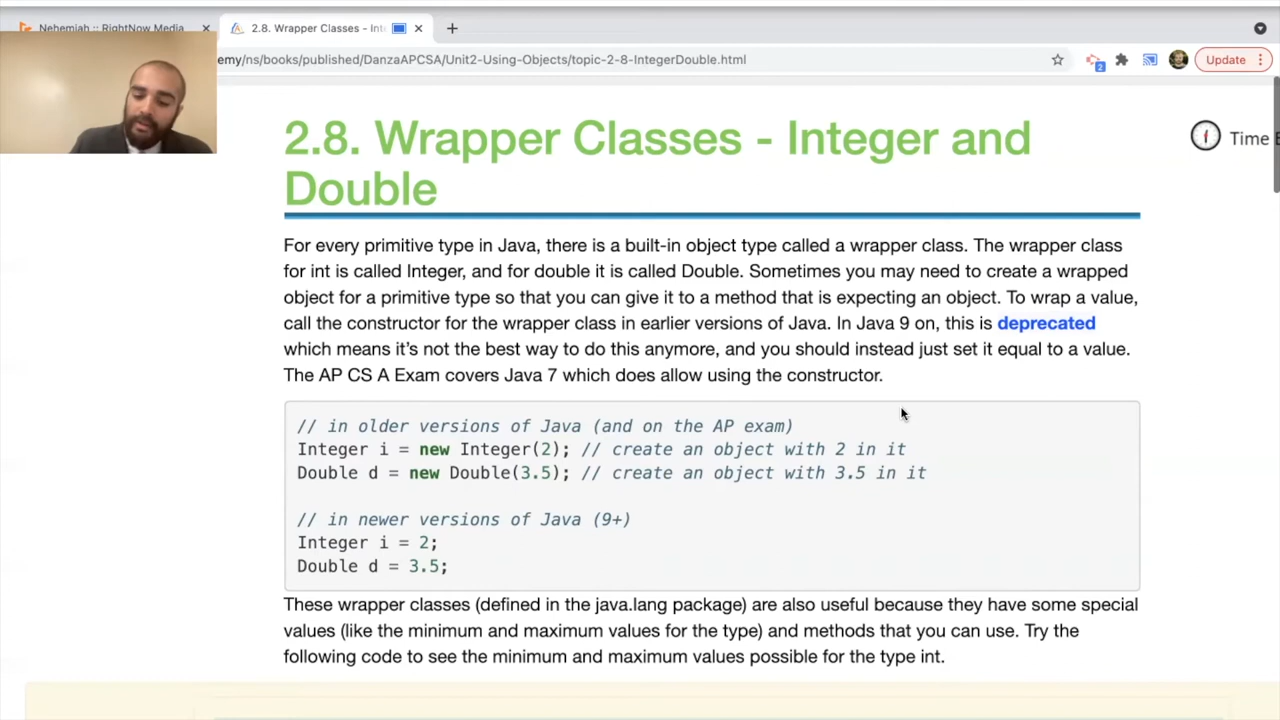 Nehemiah :: RightNow Media
2.8. Wrapper Classes - Int
emy/ns/books/published/DanzaAPCSA/Unit2-Using-Objects/topic-2-8-IntegerDouble.html
2
Update
2.8. Wrapper Classes - Integer and
Double
Time
For every primitive type in Java, there is a built-in object type called a wrapper class. The wrapper class
for int is called Integer, and for double it is called Double. Sometimes you may need to create a wrapped
object for a primitive type so that you can give it to a method that is expecting an object. To wrap a value,
call the constructor for the wrapper class in earlier versions of Java. In Java 9 on, this is deprecated
which means it’s not the best way to do this anymore, and you should instead just set it equal to a value.
The AP CS A Exam covers Java 7 which does allow using the constructor.
// in older versions of Java (and on the AP exam)
Integer i = new Integer(2); // create an object with 2 in it
Double d = new Double(3.5); // create an object with 3.5 in it
// in newer versions of Java (9+)
Integer i = 2;
Double d = 3.5;
These wrapper classes (defined in the java.lang package) are also useful because they have some special
values (like the minimum and maximum values for the type) and methods that you can use. Try the
following code to see the minimum and maximum values possible for the type int.